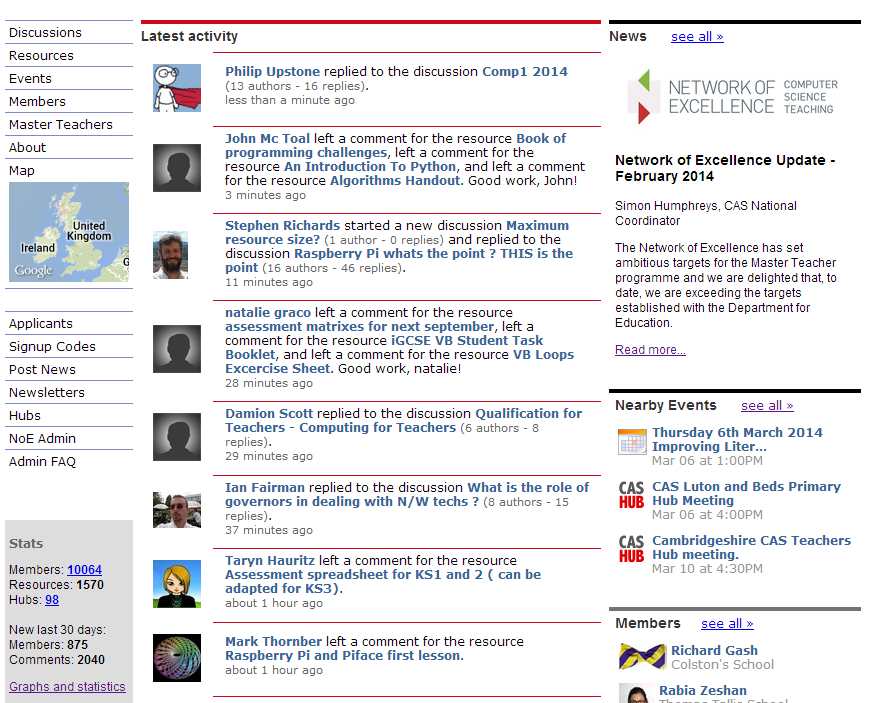 Discussions
Resources
Events
Members
Master Teachers
About
Map
United
Kingdom
Ireland
Google
Applicants
Signup Codes
Post News
Newsletters
Hubs
NoE Admin
Admin FAQ
Stats
Members: 10064
Resources: 1570
Hubs: 98
New last 30 days:
Members: 875
Comments: 2040
Graphs and statistics
Latest activity
Philip Upstone replied to the discussion Comp1 2014
(13 authors - 16 replies).
less than a minute ago
John Mc Toal left a comment for the resource Book of
programming challenges, left a comment for the
resource An Introduction To Python, and left a comment
for the resource Algorithms Handout. Good work, John!
3 minutes ago
Stephen Richards started a new discussion Maximum
resource size? (1 author - 0 replies) and replied to the
discussion Raspberry Pi whats the point ? THIS is the
point (16 authors - 46 replies).
11 minutes ago
natalie graco left a comment for the resource
assessment matrixes for next september, left a
comment for the resource iGCSE VB Student Task
Booklet, and left a comment for the resource VB Loops
Excercise Sheet. Good work, natalie!
28 minutes ago
Damion Scott replied to the discussion Qualification for
Teachers - Computing for Teachers (6 authors - 8
replies).
29 minutes ago
Ian Fairman replied to the discussion What is the role of
governors in dealing with N/W techs ? (8 authors - 15
replies).
37 minutes ago
Taryn Hauritz left a comment for the resource
Assessment spreadsheet for KS1 and 2 ( can be
adapted for KS3).
about 1 hour ago
Mark Thornber left a comment for the resource
Raspberry Pi and Piface first lesson.
about 1 hour ago
News see all »
NETWORK OF
EXCELLENCE
COMPUTER
SCIENCE
TEACHING
Network of Excellence Update -
February 2014
Simon Humphreys, CAS National
Coordinator
The Network of Excellence has set
ambitious targets for the Master Teacher
programme and we are delighted that, to
date, we are exceeding the targets
established with the Department for
Education.
Read more...
Nearby Events see all »
Thursday 6th March 2014
Improving Liter...
Mar 06 at 1:00PM
CAS
HUB
CAS Luton and Beds Primary
Hub Meeting
Mar 06 at 4:00PM
CAS
HUB
Cambridgeshire CAS Teachers
Hub meeting.
Mar 10 at 4:30PM
Members see all »
Richard Gash
Colston's School
Rabia Zeshan
Thomas Tallis School